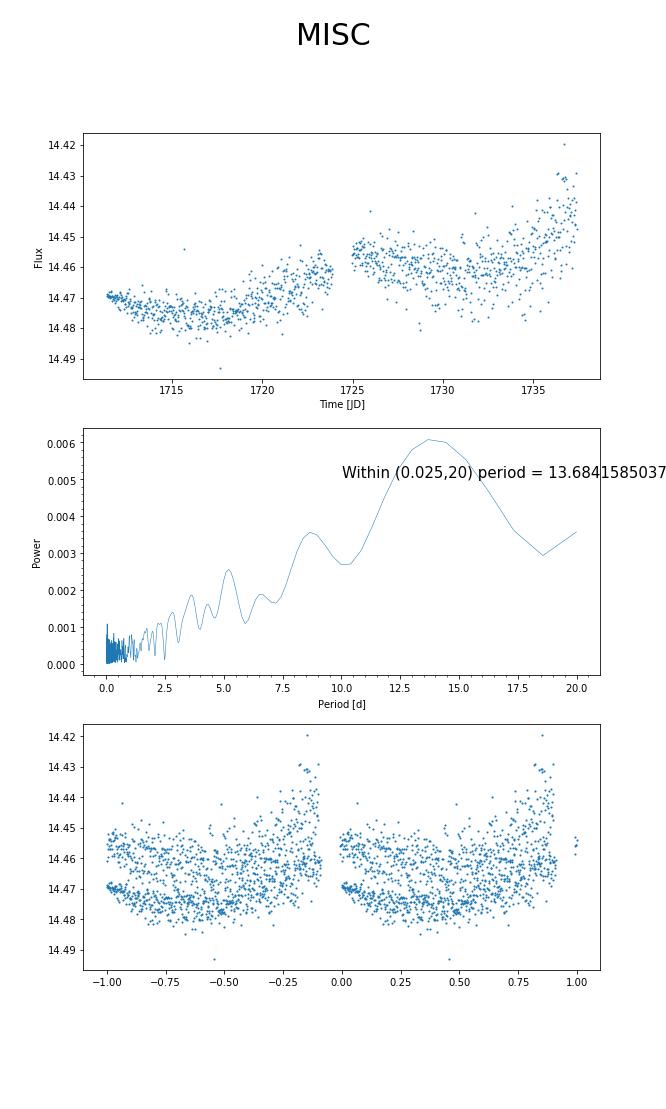 MISC
14.42
14.43
14.44
14.45
14.46
14.47
14.48
14.49
Flux
1715 1720 1725 1730 1735
Time [JD]
0.006
0.005
0.004
0.003
0.002
0.001
0.000
Power
Within (0.025,20) period = 13.6841585037
0.0 2.5 5.0 7.5 10.0 12.5 15.0 17.5 20.0
Period [d]
14.42
14.43
14.44
14.45
14.46
14.47
14.48
14.49
−1.00 −0.75 −0.50 −0.25 0.00 0.25 0.50 0.75 1.00